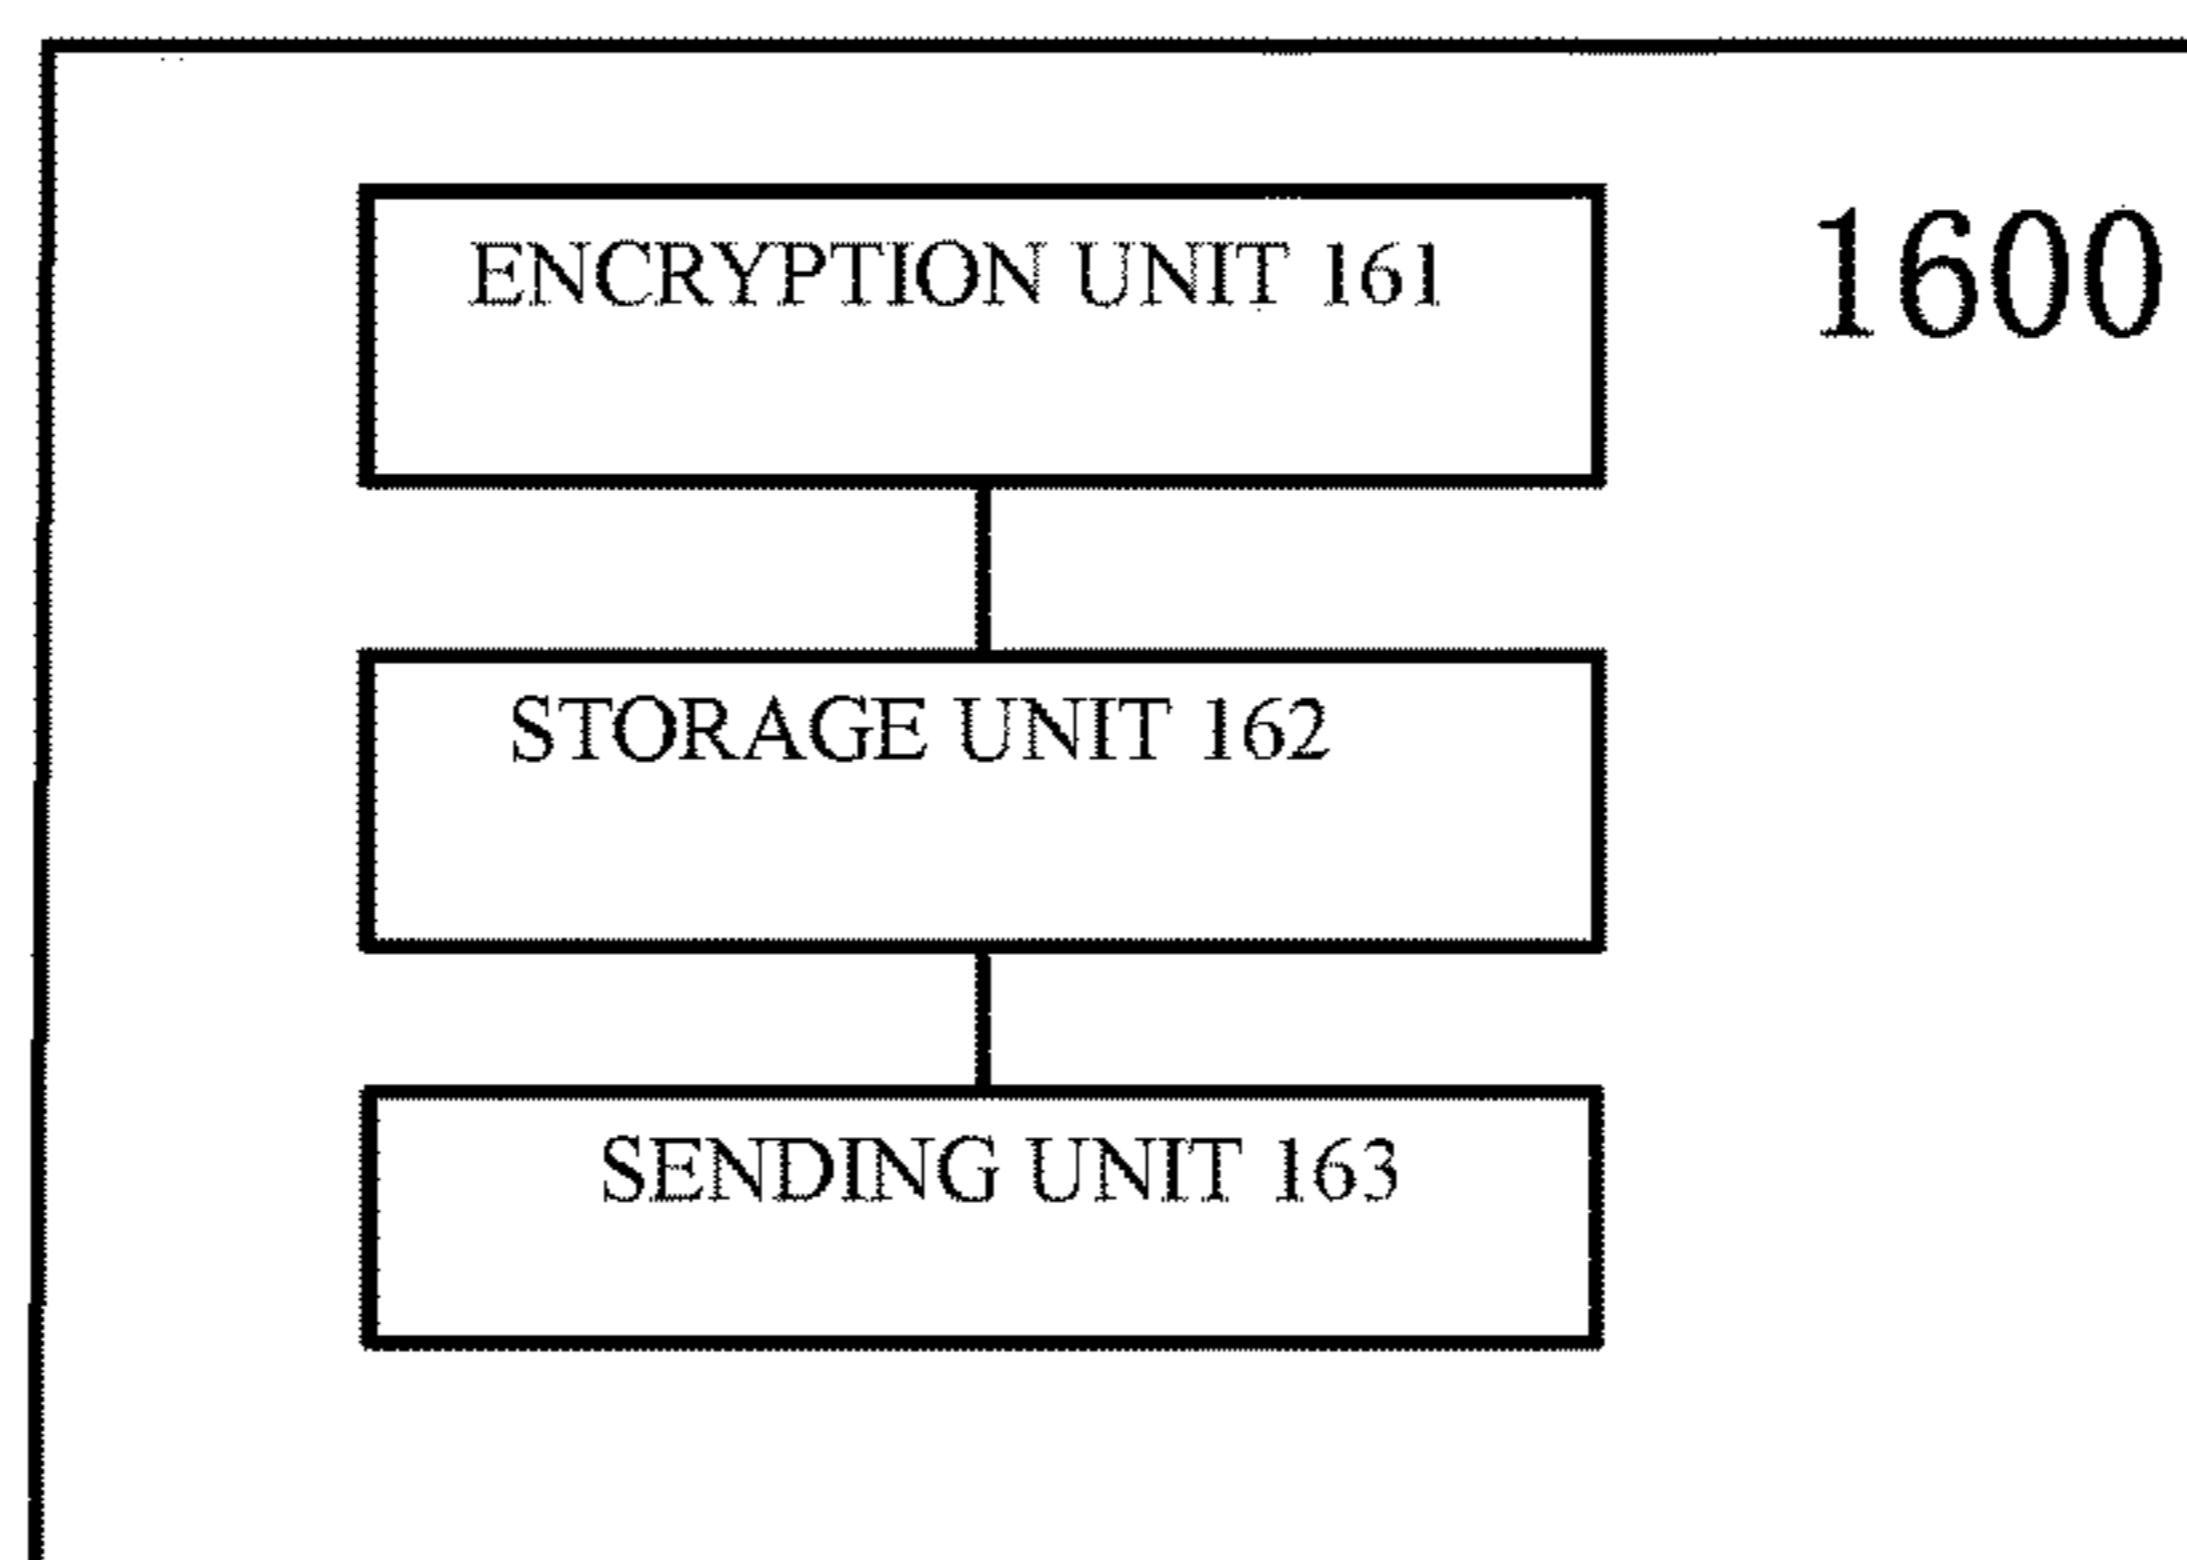 ENCRYPTION UNIT 161
1600
STORAGE UNIT 162
SENDING UNIT 163